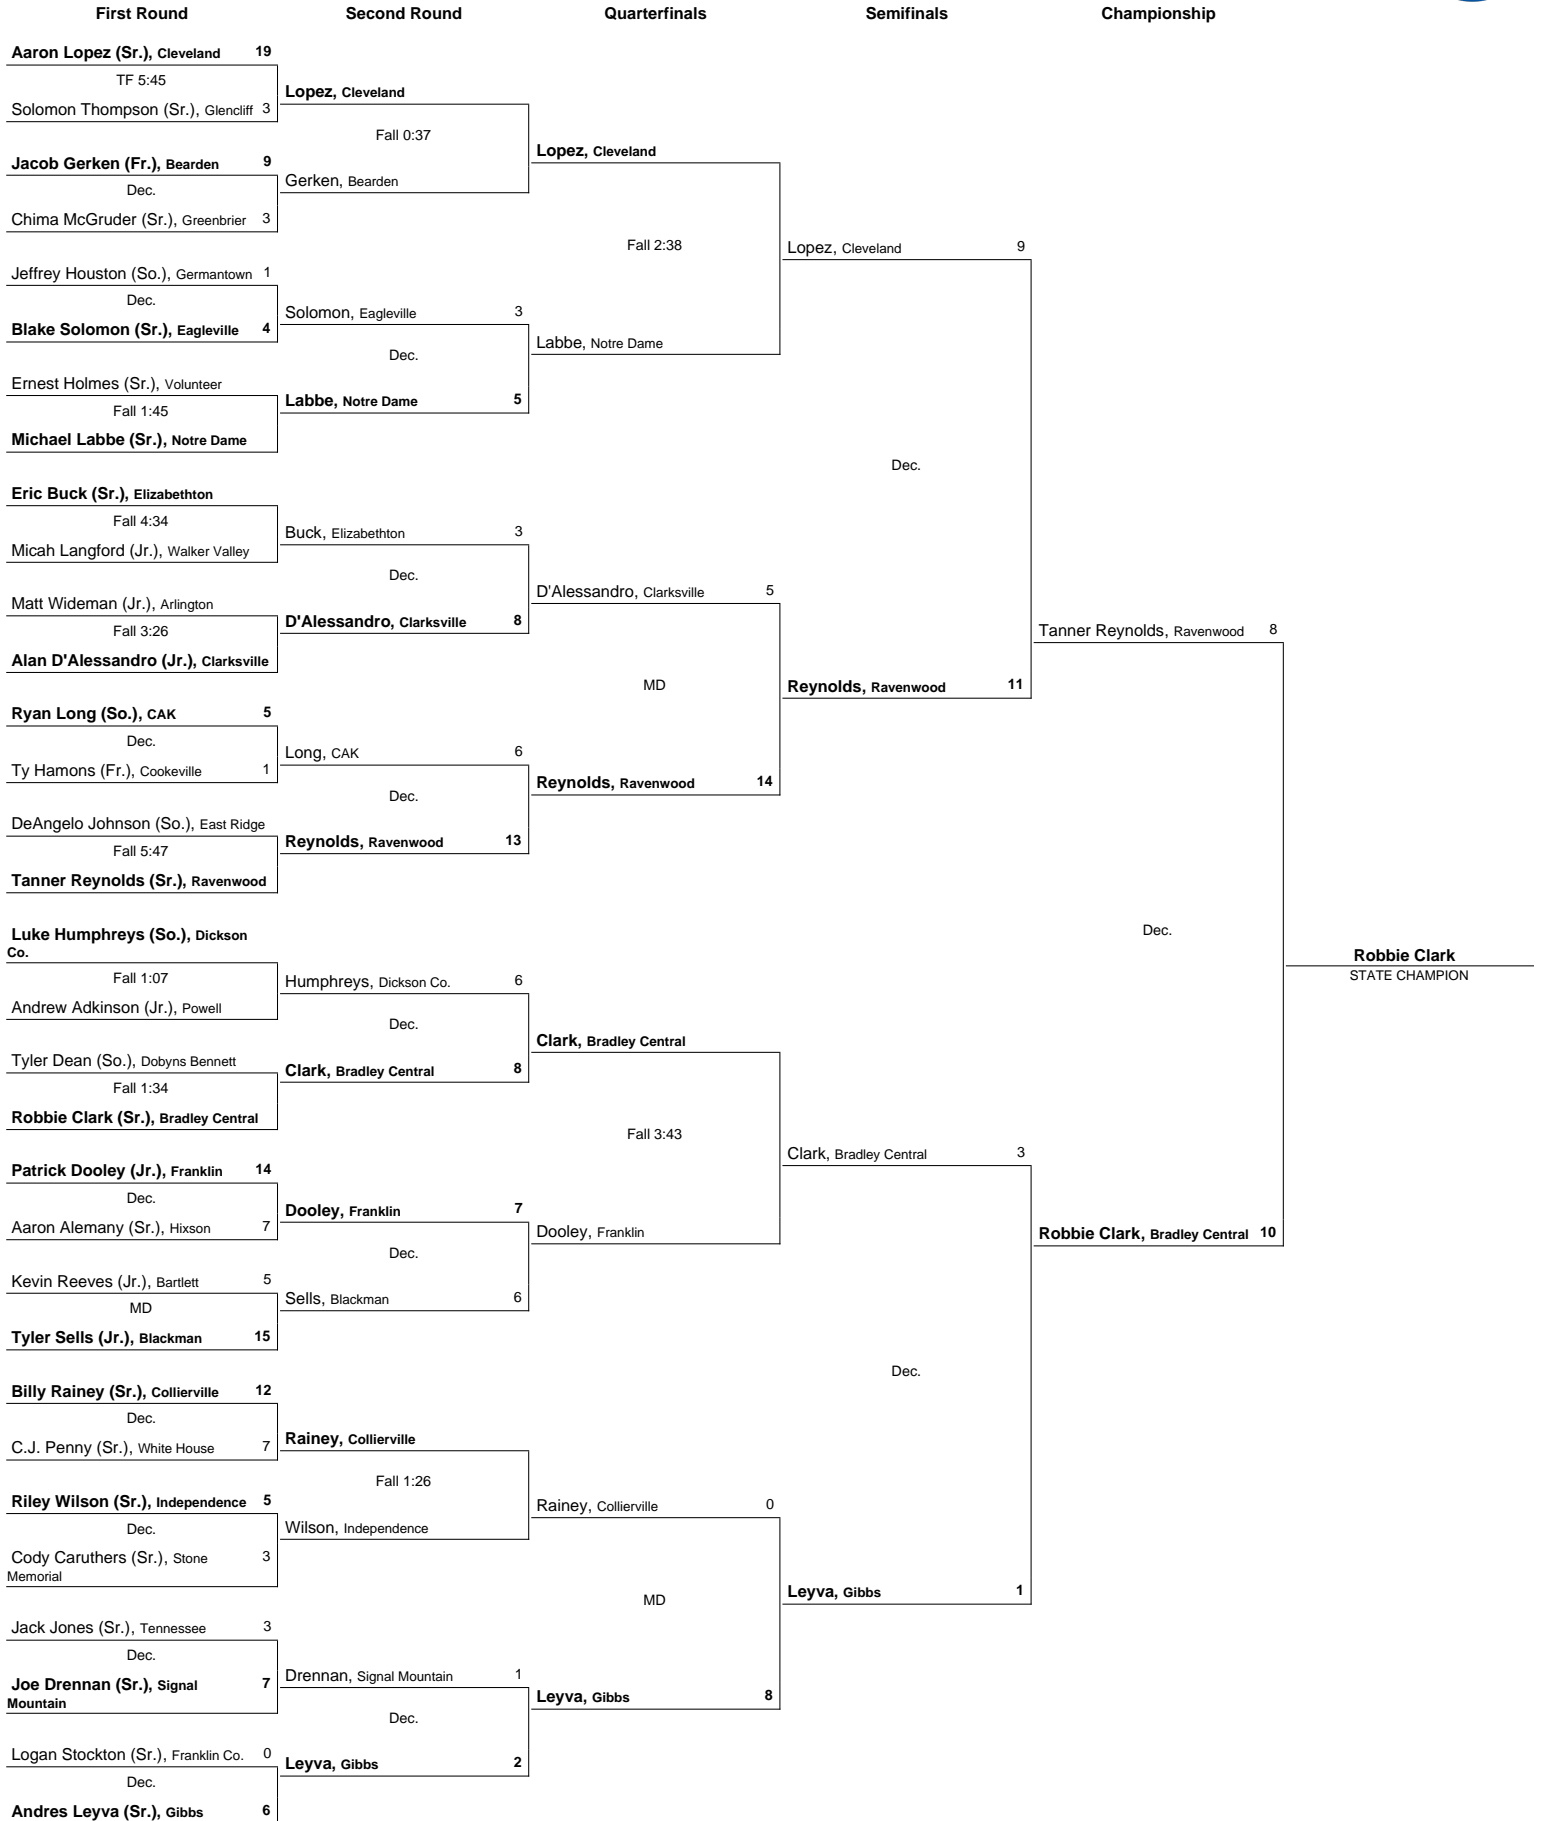 First Round Second Round Quarterfinals Semifinals Championship
Aaron Lopez (Sr.), Cleveland 19
TF 5:45
Solomon Thompson (Sr.), Glencliff 3
Jacob Gerken (Fr.), Bearden 9
Dec.
Chima McGruder (Sr.), Greenbrier 3
Jeffrey Houston (So.), Germantown 1
Dec.
Blake Solomon (Sr.), Eagleville 4
Ernest Holmes (Sr.), Volunteer
Fall 1:45
Michael Labbe (Sr.), Notre Dame
Eric Buck (Sr.), Elizabethton
Fall 4:34
Micah Langford (Jr.), Walker Valley
Matt Wideman (Jr.), Arlington
Fall 3:26
Alan D'Alessandro (Jr.), Clarksville
Ryan Long (So.), CAK 5
Dec.
Ty Hamons (Fr.), Cookeville 1
DeAngelo Johnson (So.), East Ridge
Fall 5:47
Tanner Reynolds (Sr.), Ravenwood
Luke Humphreys (So.), Dickson
Co.
Fall 1:07
Andrew Adkinson (Jr.), Powell
Tyler Dean (So.), Dobyns Bennett
Fall 1:34
Robbie Clark (Sr.), Bradley Central
Patrick Dooley (Jr.), Franklin 14
Dec.
Aaron Alemany (Sr.), Hixson 7
Kevin Reeves (Jr.), Bartlett 5
MD
Tyler Sells (Jr.), Blackman 15
Billy Rainey (Sr.), Collierville 12
Dec.
C.J. Penny (Sr.), White House 7
Riley Wilson (Sr.), Independence 5
Dec.
Cody Caruthers (Sr.), Stone 3
Memorial
Jack Jones (Sr.), Tennessee 3
Dec.
Joe Drennan (Sr.), Signal 7
Mountain
Logan Stockton (Sr.), Franklin Co. 0
Dec.
Andres Leyva (Sr.), Gibbs 6
Lopez, Cleveland
Fall 0:37
Gerken, Bearden
Solomon, Eagleville 3
Dec.
Labbe, Notre Dame 5
Buck, Elizabethton 3
Dec.
D'Alessandro, Clarksville 8
Long, CAK 6
Dec.
Reynolds, Ravenwood 13
Humphreys, Dickson Co. 6
Dec.
Clark, Bradley Central 8
Dooley, Franklin 7
Dec.
Sells, Blackman 6
Rainey, Collierville
Fall 1:26
Wilson, Independence
Drennan, Signal Mountain 1
Dec.
Leyva, Gibbs 2
Lopez, Cleveland
Fall 2:38
Labbe, Notre Dame
D'Alessandro, Clarksville 5
MD
Reynolds, Ravenwood 14
Clark, Bradley Central
Fall 3:43
Dooley, Franklin
Rainey, Collierville 0
MD
Leyva, Gibbs 8
Lopez, Cleveland 9
Dec.
Reynolds, Ravenwood 11
Clark, Bradley Central 3
Dec.
Leyva, Gibbs 1
Tanner Reynolds, Ravenwood 8
Dec.
Robbie Clark, Bradley Central 10
Robbie Clark
STATE CHAMPION